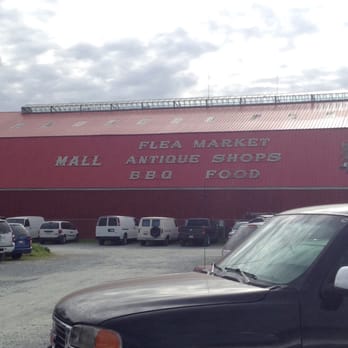 FLEA MARKET
MALL ANTIQUE SHOPS
BBQ FOOD